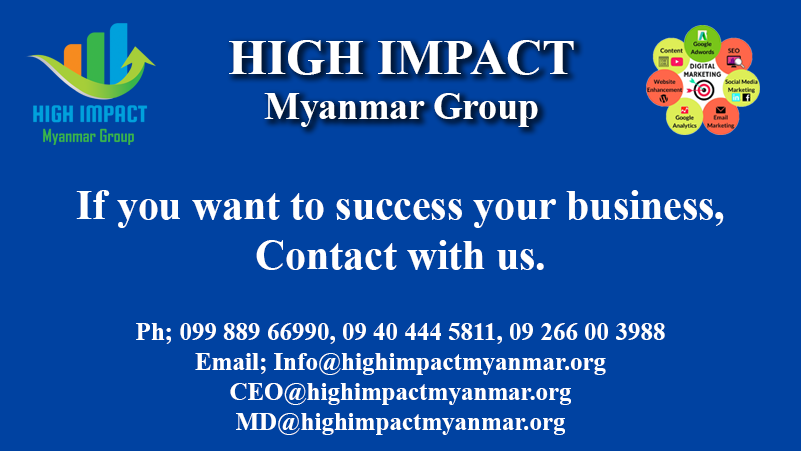 HIGH IMPACT
Myanmar Group
HIGH IMPACT
Myanmar Group
Google
Adwords
Content
SEO
DIGITAL
MARKETING
Website
Enhancement
Social Media
Marketing
Google
Analytics
Email
Marketing
If you want to success your business,
Contact with us.
Ph; 099 889 66990, 09 40 444 5811, 09 266 00 3988
Email; Info@highimpactmyanmar.org
CEO@highimpactmyanmar.org
MD@highimpactmyanmar.org